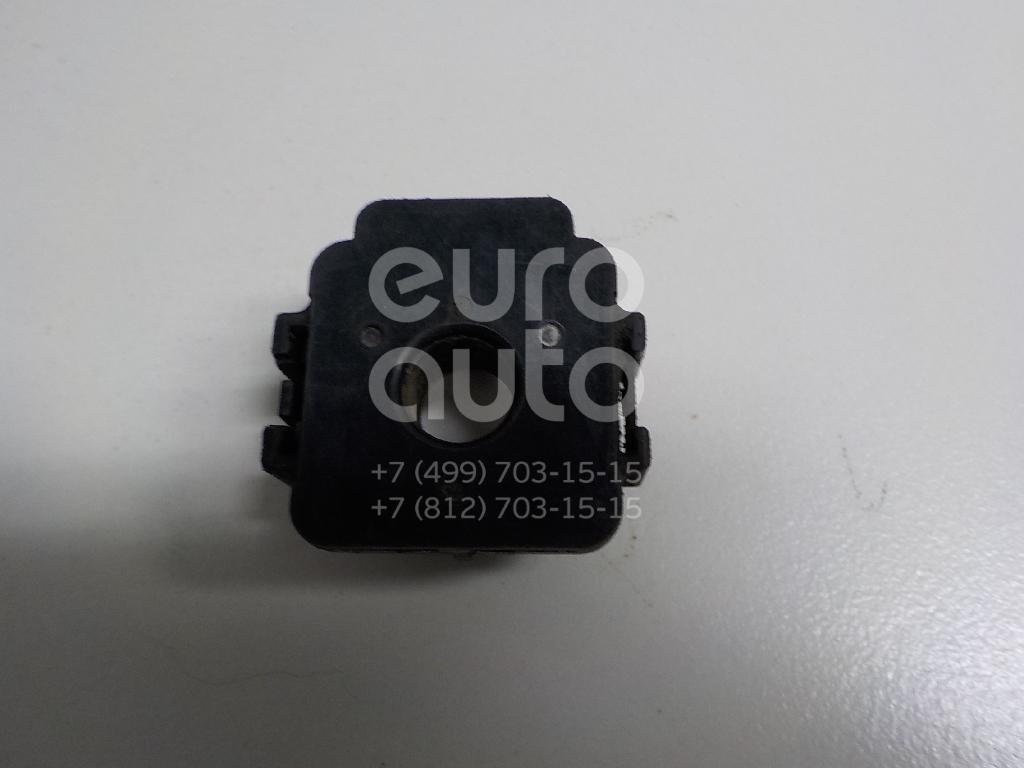 euro
auto
+7 (499) 703-15-15
+7 (812) 703-15-15